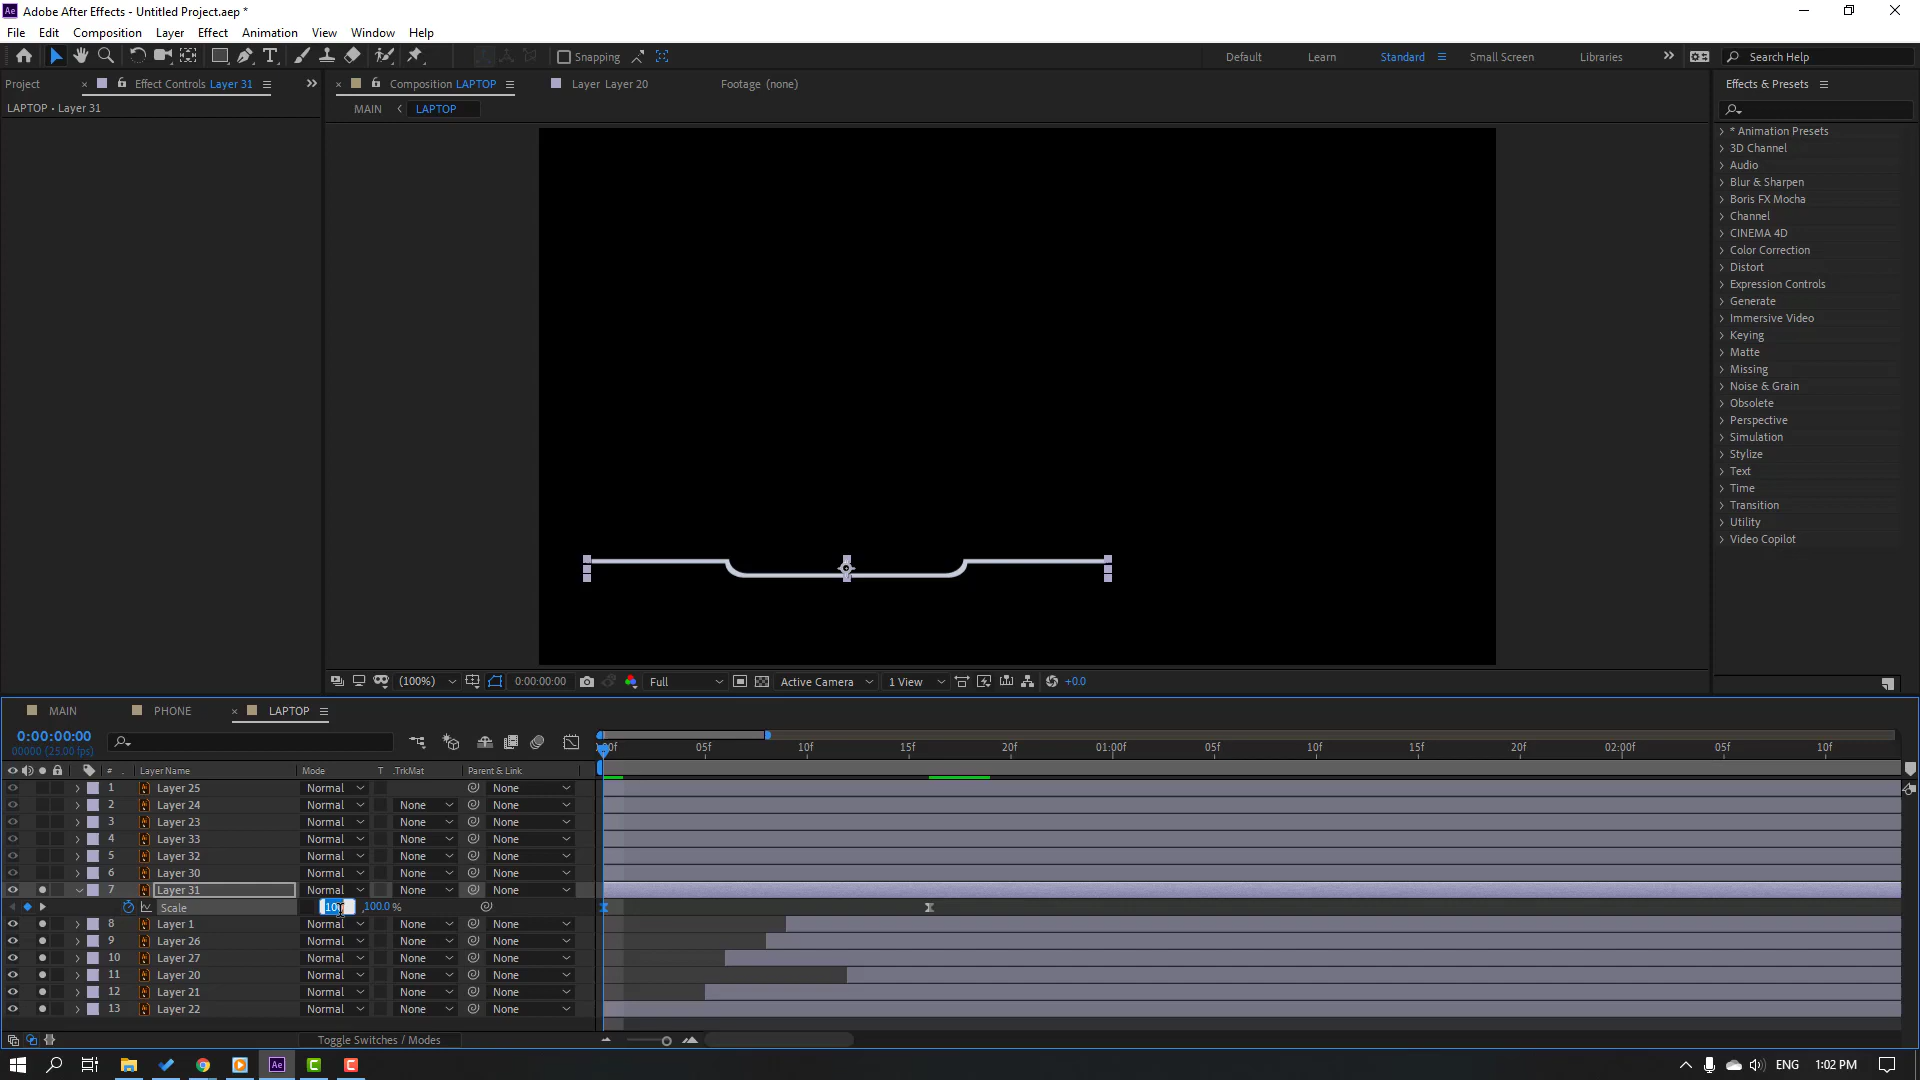 Adobe After Effects - Untitled Project.aep *
File Edit Composition Layer Effect Animation View Window Help
Snapping Default Learn Standard Small Screen Libraries Search Help
Project Effect Controls Layer 31 Composition LAPTOP Layer Layer 20 Footage (none) Effects & Presets
LAPTOP • Layer 31 MAIN LAPTOP
* Animation Presets
3D Channel
Audio
Blur & Sharpen
Boris FX Mocha
Channel
CINEMA 4D
Color Correction
Distort
Expression Controls
Generate
Immersive Video
Keying
Matte
Missing
Noise & Grain
Obsolete
Perspective
Simulation
Stylize
Text
Time
Transition
Utility
Video Copilot
(100%) 0:00:00:00 Full Active Camera 1 View +0.0
MAIN PHONE LAPTOP
0:00:00:00
00000 (25.00 fps)
05f 10f 15f 20f 01:00f 05f 10f 15f 20f 02:00f 05f 10f
# Layer Name Mode T .TrkMat Parent & Link
1 Layer 25 Normal None
2 Layer 24 Normal None None
3 Layer 23 Normal None None
4 Layer 33 Normal None None
5 Layer 32 Normal None None
6 Layer 30 Normal None None
7 Layer 31 Normal None None
Scale ,100.0 %
8 Layer 1 Normal None None
9 Layer 26 Normal None None
10 Layer 27 Normal None None
11 Layer 20 Normal None None
12 Layer 21 Normal None None
13 Layer 22 Normal None None
Toggle Switches / Modes
ENG 1:02 PM